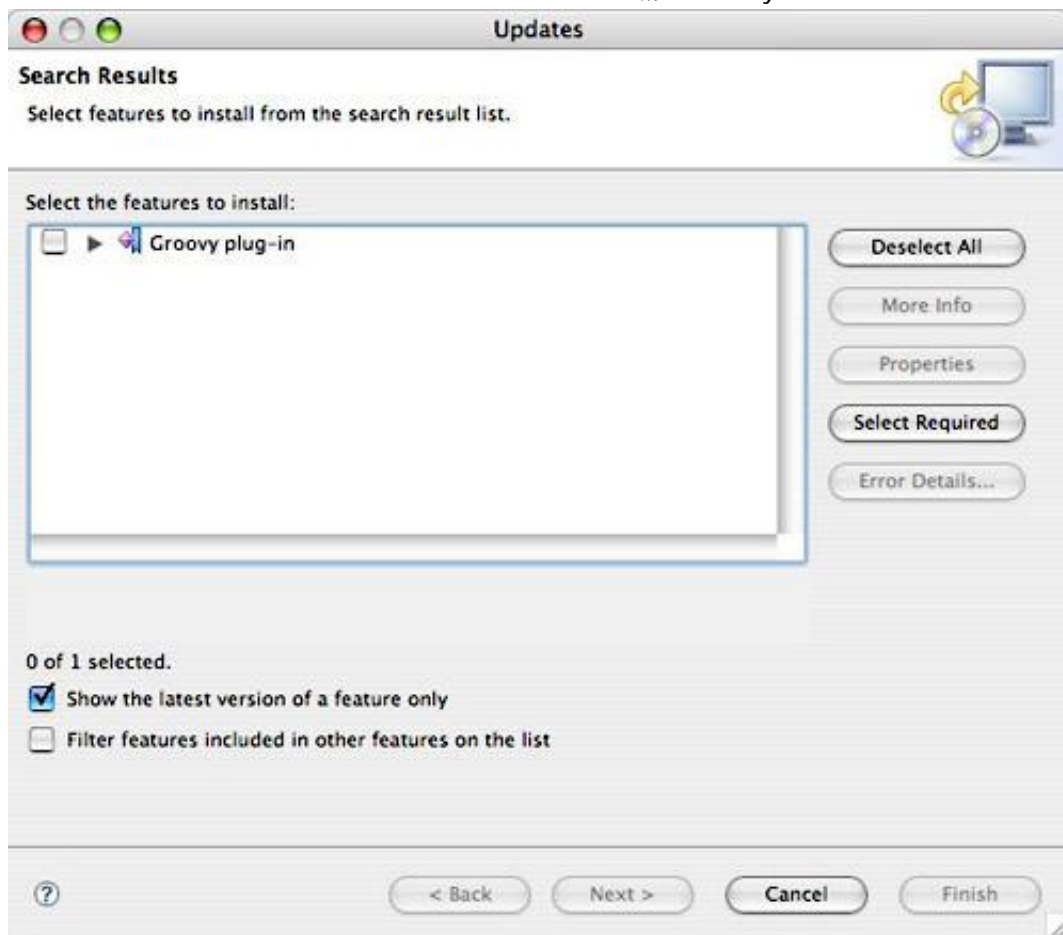 Updates
Search Results
Select features to install from the search result list.
Select the features to install:
Groovy plug-in
Deselect All
More Info
Properties
Select Required
Error Details...
0 of 1 selected.
Show the latest version of a feature only
Filter features included in other features on the list
?
< Back
Next >
Cancel
Finish